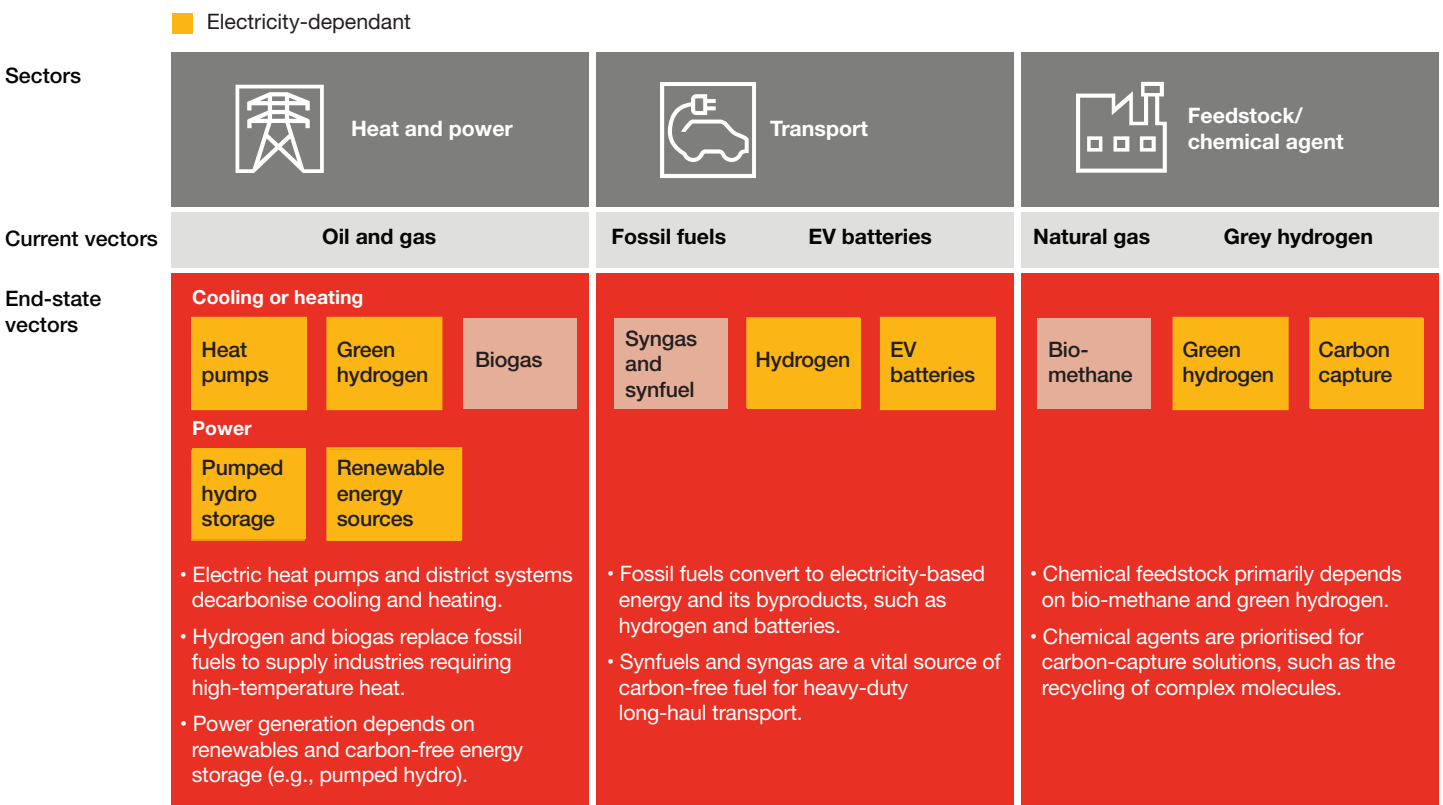 Electricity-dependant
Sectors
Heat and power
Transport
Feedstock/
chemical agent
Current vectors
Oil and gas
Fossil fuels
EV batteries
Natural gas
Grey hydrogen
End-state
vectors
Cooling or heating
Heat
pumps
Green
hydrogen
Biogas
Power
Pumped
hydro
storage
Renewable
energy
sources
• Electric heat pumps and district systems
decarbonise cooling and heating.
• Hydrogen and biogas replace fossil
fuels to supply industries requiring
high-temperature heat.
• Power generation depends on
renewables and carbon-free energy
storage (e.g., pumped hydro).
Syngas
and
synfuel
Hydrogen
EV
batteries
• Fossil fuels convert to electricity-based
energy and its byproducts, such as
hydrogen and batteries.
• Synfuels and syngas are a vital source of
carbon-free fuel for heavy-duty
long-haul transport.
Bio-
methane
Green
hydrogen
Carbon
capture
• Chemical feedstock primarily depends
on bio-methane and green hydrogen.
• Chemical agents are prioritised for
carbon-capture solutions, such as the
recycling of complex molecules.